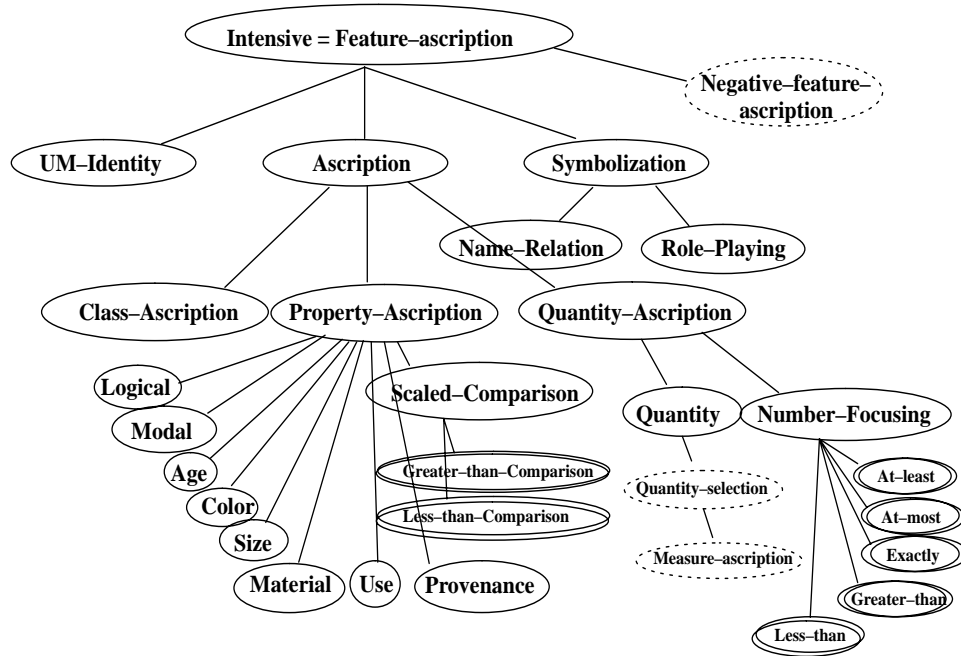 Intensive = Feature–ascription
Negative–feature–
ascription
UM–Identity
Ascription
Symbolization
Name–Relation
Role–Playing
Class–Ascription
Property–Ascription
Quantity–Ascription
Logical
Scaled–Comparison
Quantity
Number–Focusing
Modal
Age
Greater–than–Comparison
At–least
Quantity–selection
Color
Less–than–Comparison
At–most
Size
Exactly
Measure–ascription
Material
Use
Provenance
Greater–than
Less–than